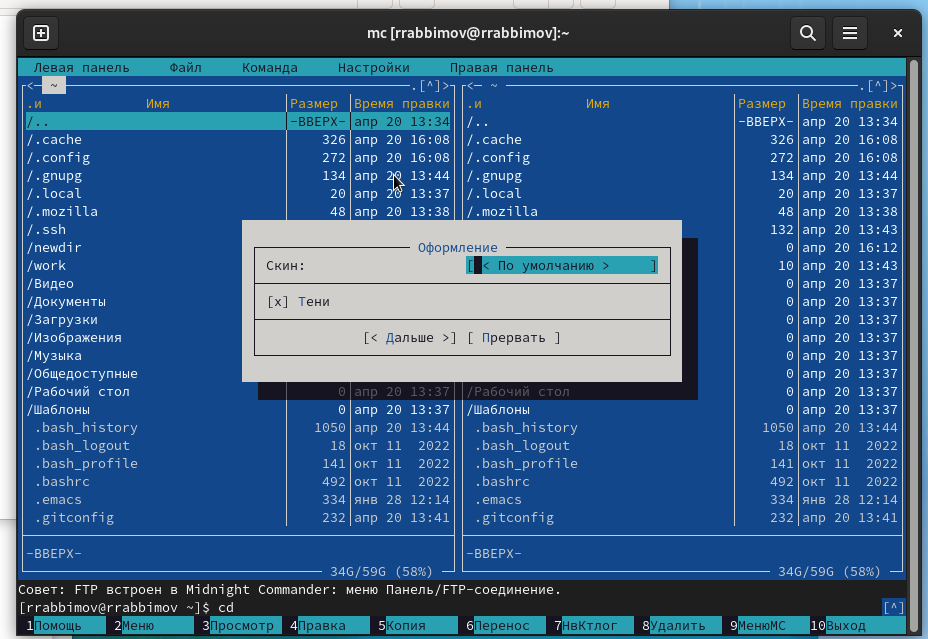 mc [rrabbimov@rrabbimov]:~
Левая панель Файл Команда Настройки Правая панель
<─ ~ .[^]> <─ ~ .[^]>
.и Имя Размер Время правки .и Имя Размер Время правки
/.. -ВВЕРХ- апр 20 13:34 /.. -ВВЕРХ- апр 20 13:34
/.cache 326 апр 20 16:08 /.cache 326 апр 20 16:08
/.config 272 апр 20 16:08 /.config 272 апр 20 16:08
/.gnupg 134 апр 20 13:44 /.gnupg 134 апр 20 13:44
/.local 20 апр 20 13:37 /.local 20 апр 20 13:37
/.mozilla 48 апр 20 13:38 /.mozilla 48 апр 20 13:38
/.ssh 132 апр 20 13:43
/newdir Оформление 0 апр 20 16:12
/work Скин: [ < По умолчанию > ] 10 апр 20 13:43
/Видео 0 апр 20 13:37
/Документы [x] Тени 0 апр 20 13:37
/Загрузки 0 апр 20 13:37
/Изображения [< Дальше >] [ Прервать ] 0 апр 20 13:37
/Музыка 0 апр 20 13:37
/Общедоступные 0 апр 20 13:37
/Рабочий стол 0 апр 20 13:37 /Рабочий стол 0 апр 20 13:37
/Шаблоны 0 апр 20 13:37 /Шаблоны 0 апр 20 13:37
.bash_history 1050 апр 20 13:44 .bash_history 1050 апр 20 13:44
.bash_logout 18 окт 11 2022 .bash_logout 18 окт 11 2022
.bash_profile 141 окт 11 2022 .bash_profile 141 окт 11 2022
.bashrc 492 окт 11 2022 .bashrc 492 окт 11 2022
.emacs 334 янв 28 12:14 .emacs 334 янв 28 12:14
.gitconfig 232 апр 20 13:41 .gitconfig 232 апр 20 13:41
-ВВЕРХ- -ВВЕРХ-
34G/59G (58%) 34G/59G (58%)
Совет: FTP встроен в Midnight Commander: меню Панель/FTP-соединение.
[rrabbimov@rrabbimov ~]$ cd [^]
1Помощь 2Меню 3Просмотр 4Правка 5Копия 6Перенос 7НвКтлог 8Удалить 9МенюМС 10Выход